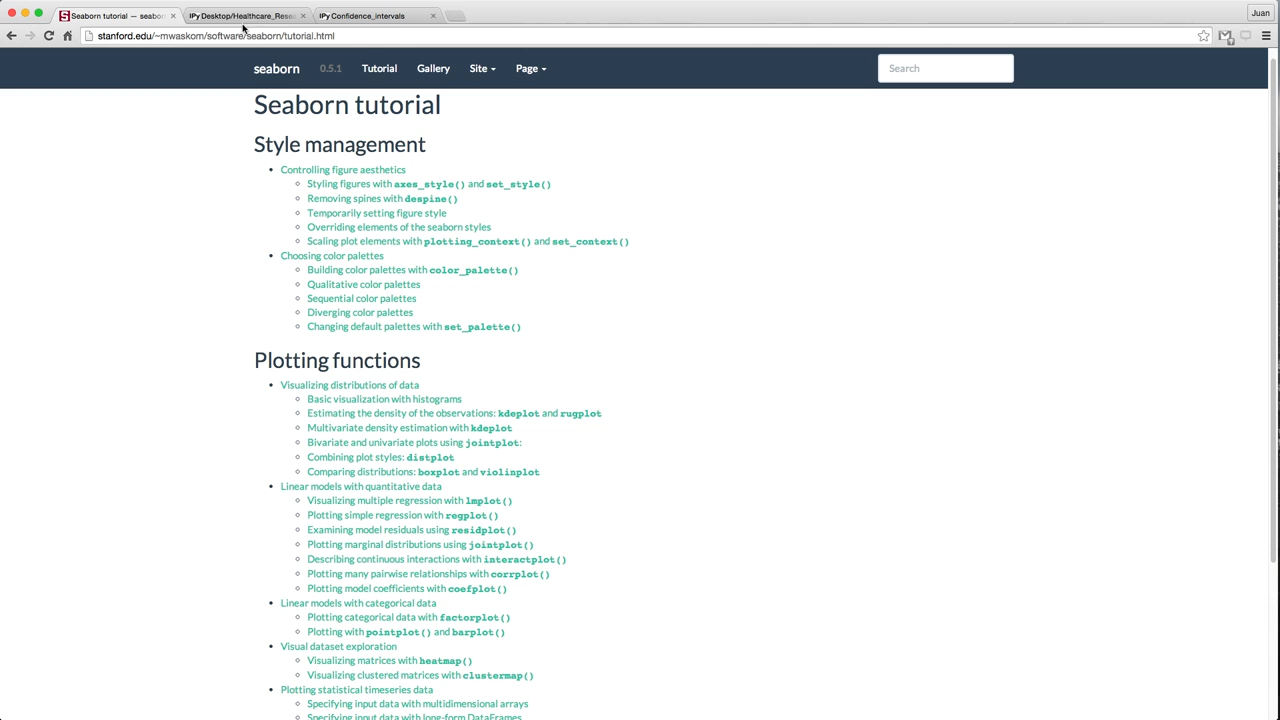 Seaborn tutorial — seabor
IPy Desktop/Healthcare_Resea
IPy Confidence_intervals
Juan
stanford.edu/~mwaskom/software/seaborn/tutorial.html
seaborn 0.5.1 Tutorial Gallery Site Page
Search
Seaborn tutorial
Style management
Controlling figure aesthetics
Styling figures with axes_style() and set_style()
Removing spines with despine()
Temporarily setting figure style
Overriding elements of the seaborn styles
Scaling plot elements with plotting_context() and set_context()
Choosing color palettes
Building color palettes with color_palette()
Qualitative color palettes
Sequential color palettes
Diverging color palettes
Changing default palettes with set_palette()
Plotting functions
Visualizing distributions of data
Basic visualization with histograms
Estimating the density of the observations: kdeplot and rugplot
Multivariate density estimation with kdeplot
Bivariate and univariate plots using jointplot:
Combining plot styles: distplot
Comparing distributions: boxplot and violinplot
Linear models with quantitative data
Visualizing multiple regression with lmplot()
Plotting simple regression with regplot()
Examining model residuals using residplot()
Plotting marginal distributions using jointplot()
Describing continuous interactions with interactplot()
Plotting many pairwise relationships with corrplot()
Plotting model coefficients with coefplot()
Linear models with categorical data
Plotting categorical data with factorplot()
Plotting with pointplot() and barplot()
Visual dataset exploration
Visualizing matrices with heatmap()
Visualizing clustered matrices with clustermap()
Plotting statistical timeseries data
Specifying input data with multidimensional arrays
Specifying input data with long-form DataFrames